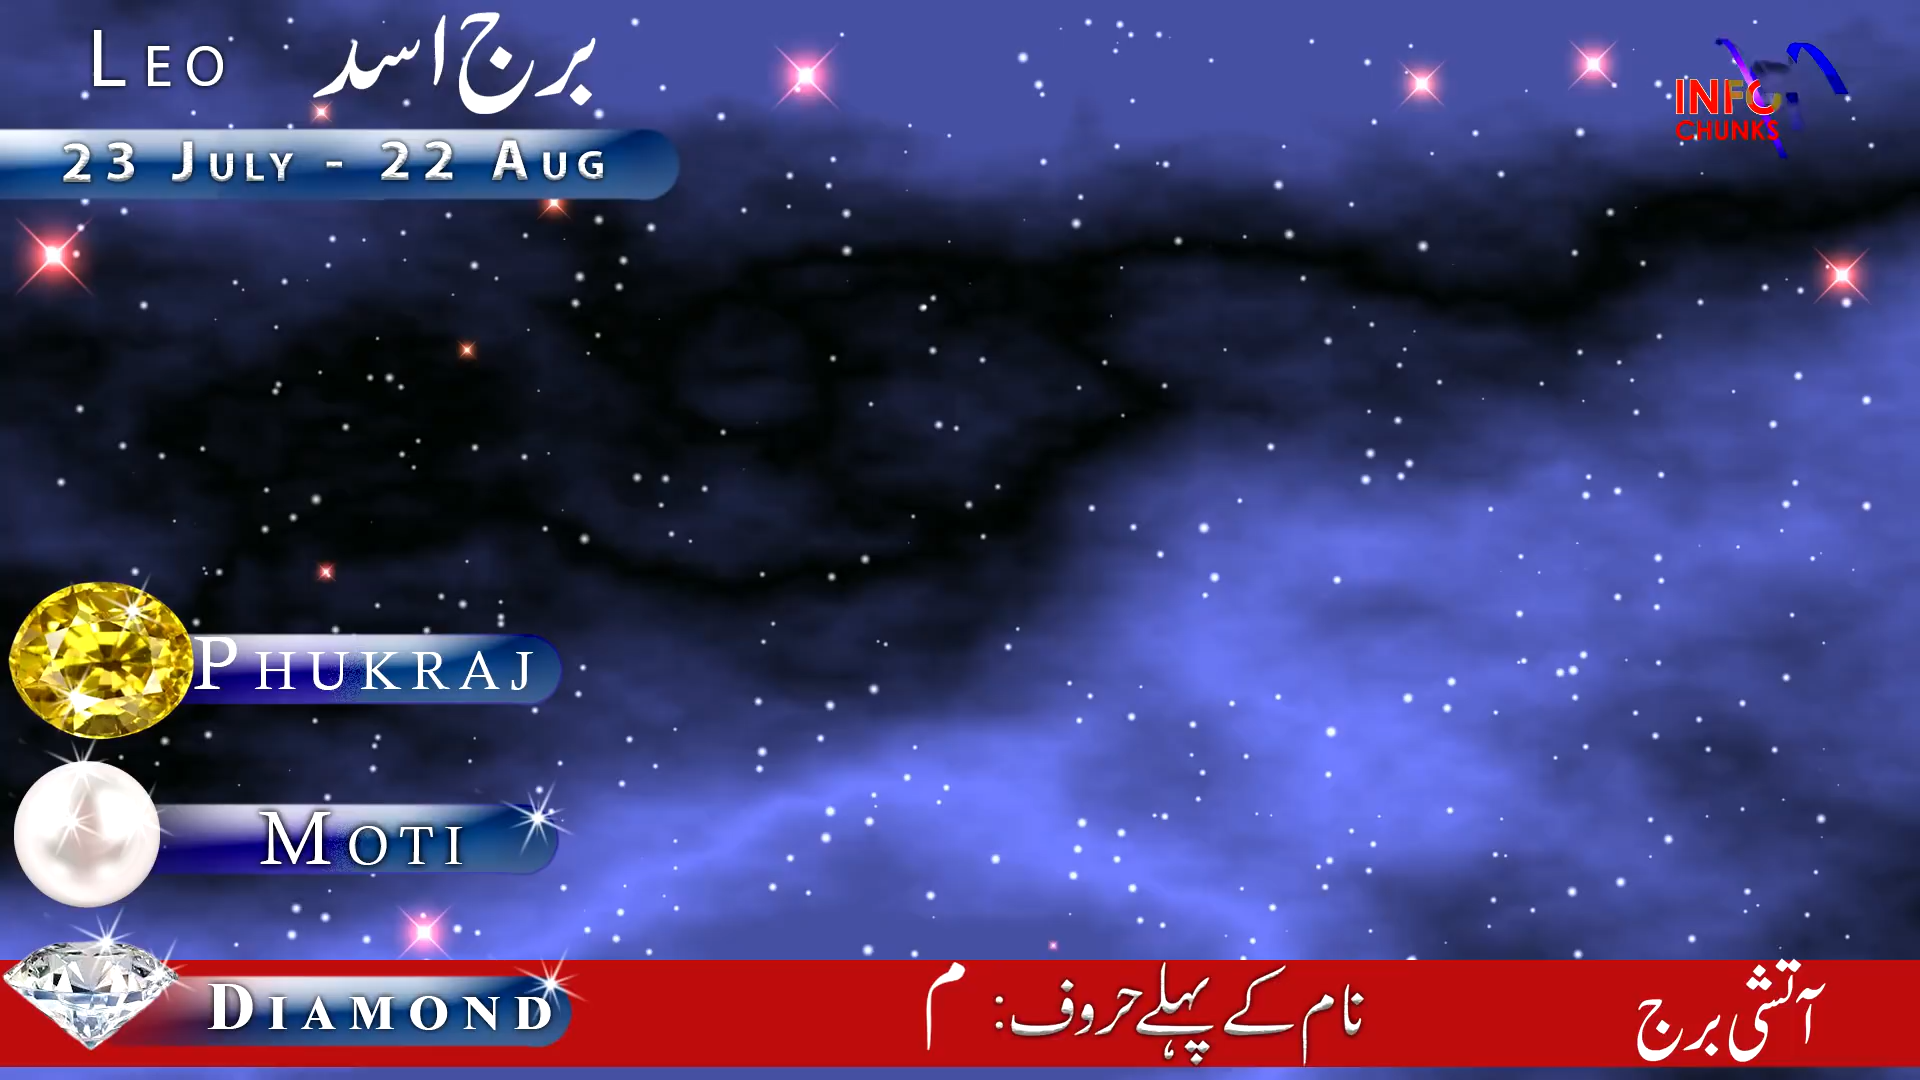 Leo برج اسد
INFO
CHUNKS
23 July - 22 Aug
Phukraj
Moti
Diamond
نام کے پہلے حروف: م
آتشی برج